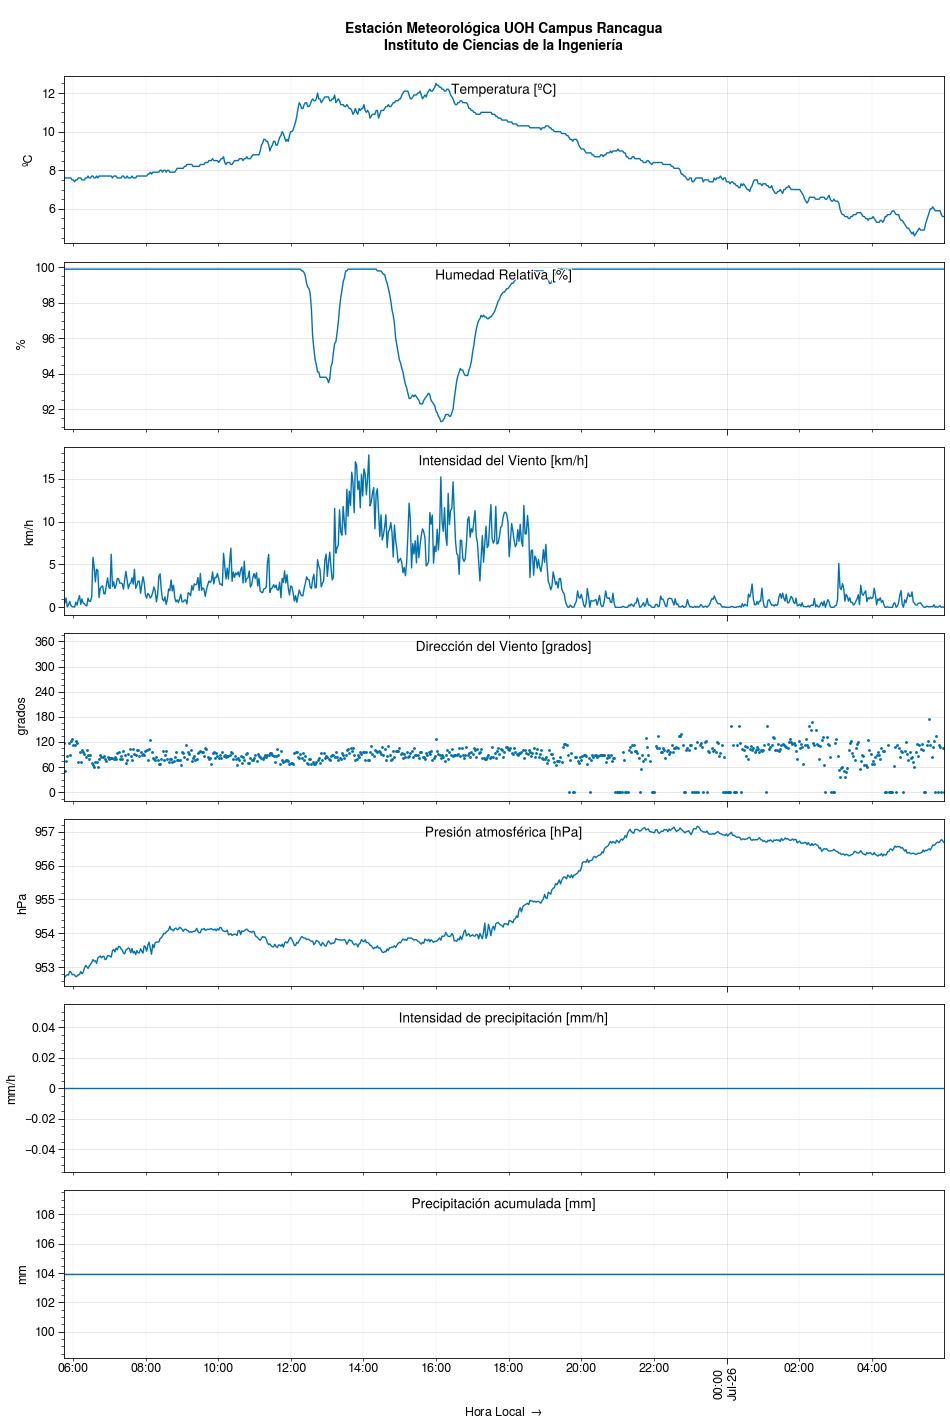 Estación Meteorológica UOH Campus Rancagua
Instituto de Ciencias de la Ingeniería
Temperatura [ºC]
12
10
8
6
ºC
Humedad Relativa [%]
100
98
96
94
92
%
Intensidad del Viento [km/h]
15
10
5
0
km/h
Dirección del Viento [grados]
360
300
240
180
120
60
0
grados
Presión atmosférica [hPa]
957
956
955
954
953
hPa
Intensidad de precipitación [mm/h]
0.04
0.02
0
−0.02
−0.04
mm/h
Precipitación acumulada [mm]
108
106
104
102
100
mm
06:00 08:00 10:00 12:00 14:00 16:00 18:00 20:00 22:00 00:00 02:00 04:00
Jul-26
Hora Local →